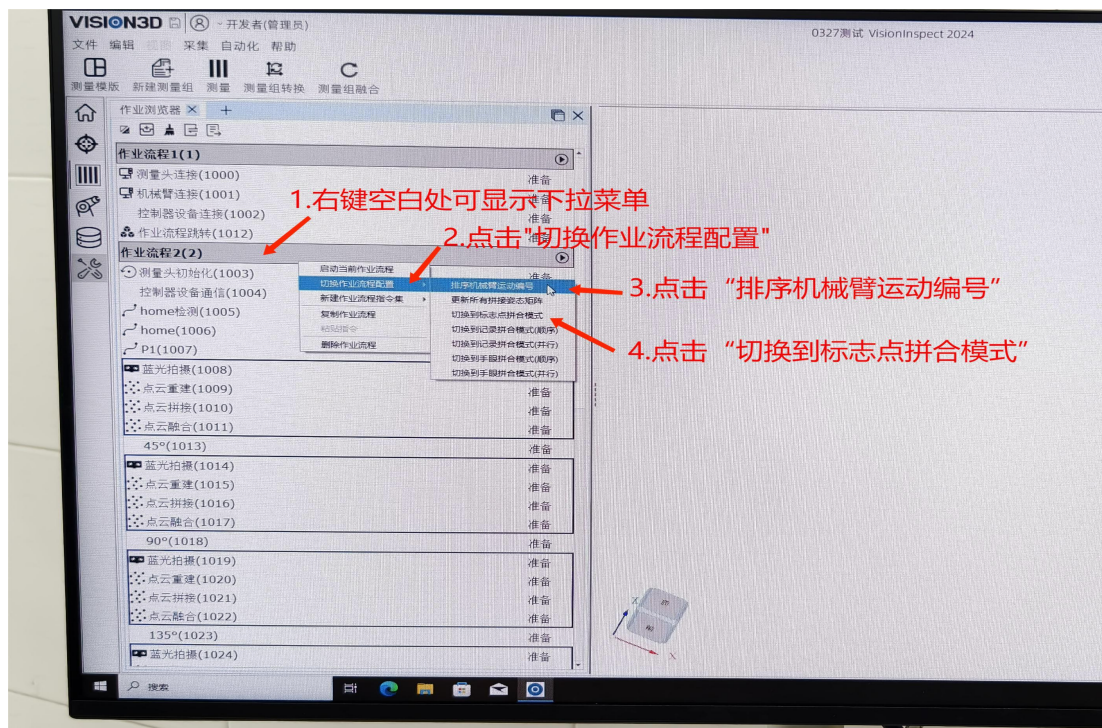 VISION3D 开发者(管理员)
0327测试 VisionInspect 2024
文件 编辑 视图 采集 自动化 帮助
测量模版 新建测量组 测量 测量组转换 测量组融合
作业浏览器
作业流程1(1)
测量头连接(1000) 准备
机械臂连接(1001) 准备
控制器设备连接(1002) 准备
作业流程跳转(1012) 准备
1.右键空白处可显示下拉菜单
2.点击"切换作业流程配置"
3.点击“排序机械臂运动编号”
4.点击“切换到标志点拼合模式”
作业流程2(2)
测量头初始化(1003) 准备
控制器设备通信(1004)
home检测(1005)
home(1006)
P1(1007)
启动当前作业流程
切换作业流程配置
新建作业流程指令集
复制作业流程
粘贴指令
删除作业流程
排序机械臂运动编号
更新所有拼接姿态矩阵
切换到标志点拼合模式
切换到记录拼合模式(顺序)
切换到记录拼合模式(并行)
切换到手眼拼合模式(顺序)
切换到手眼拼合模式(并行)
蓝光拍摄(1008)
点云重建(1009) 准备
点云拼接(1010) 准备
点云融合(1011) 准备
45°(1013) 准备
蓝光拍摄(1014) 准备
点云重建(1015) 准备
点云拼接(1016) 准备
点云融合(1017) 准备
90°(1018) 准备
蓝光拍摄(1019) 准备
点云重建(1020) 准备
点云拼接(1021) 准备
点云融合(1022) 准备
135°(1023) 准备
蓝光拍摄(1024) 准备
Z
X
搜索